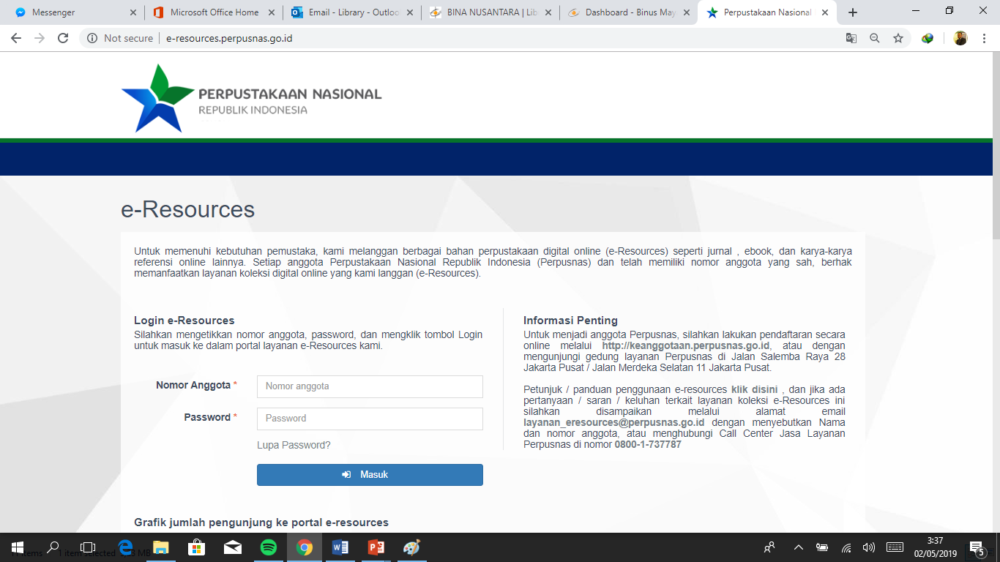 Messenger
Microsoft Office Home
Email - Library - Outloo
BINA NUSANTARA | Lib
Dashboard - Binus May
Perpustakaan Nasional
Not secure
e-resources.perpusnas.go.id
PERPUSTAKAAN NASIONAL
REPUBLIK INDONESIA
e-Resources
Untuk memenuhi kebutuhan pemustaka, kami melanggan berbagai bahan perpustakaan digital online (e-Resources) seperti jurnal , ebook, dan karya-karya
referensi online lainnya. Setiap anggota Perpustakaan Nasional Republik Indonesia (Perpusnas) dan telah memiliki nomor anggota yang sah, berhak
memanfaatkan layanan koleksi digital online yang kami langgan (e-Resources).
Login e-Resources
Silahkan mengetikkan nomor anggota, password, dan mengklik tombol Login
untuk masuk ke dalam portal layanan e-Resources kami.
Nomor Anggota *
Nomor anggota
Password *
Password
Lupa Password?
Masuk
Informasi Penting
Untuk menjadi anggota Perpusnas, silahkan lakukan pendaftaran secara
online melalui http://keanggotaan.perpusnas.go.id, atau dengan
mengunjungi gedung layanan Perpusnas di Jalan Salemba Raya 28
Jakarta Pusat / Jalan Merdeka Selatan 11 Jakarta Pusat.
Petunjuk / panduan penggunaan e-resources klik disini , dan jika ada
pertanyaan / saran / keluhan terkait layanan koleksi e-Resources ini
silahkan disampaikan melalui alamat email
layanan_eresources@perpusnas.go.id dengan menyebutkan Nama
dan nomor anggota, atau menghubungi Call Center Jasa Layanan
Perpusnas di nomor 0800-1-737787
Grafik jumlah pengunjung ke portal e-resources
items 1 item selected MB
3:37
02/05/2019
5